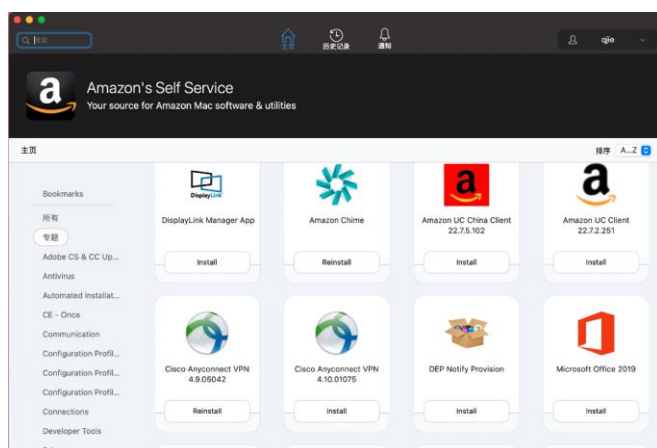 搜索
主页
历史记录
通知
qjie
a
Amazon's Self Service
Your source for Amazon Mac software & utilities
主页
排序 A...Z
Bookmarks
所有
专题
Adobe CS & CC Up...
Antivirus
Automated Installat...
CE - Once
Communication
Configuration Profil...
Configuration Profil...
Configuration Profil...
Connections
Developer Tools
DisplayLink
DisplayLink Manager App
Install
Amazon Chime
Reinstall
a
Amazon UC China Client
22.7.5.102
Install
a
Amazon UC Client
22.7.2.251
Install
Cisco Anyconnect VPN
4.9.05042
Reinstall
Cisco Anyconnect VPN
4.10.01075
Install
DEP Notify Provision
Install
Microsoft Office 2019
Install